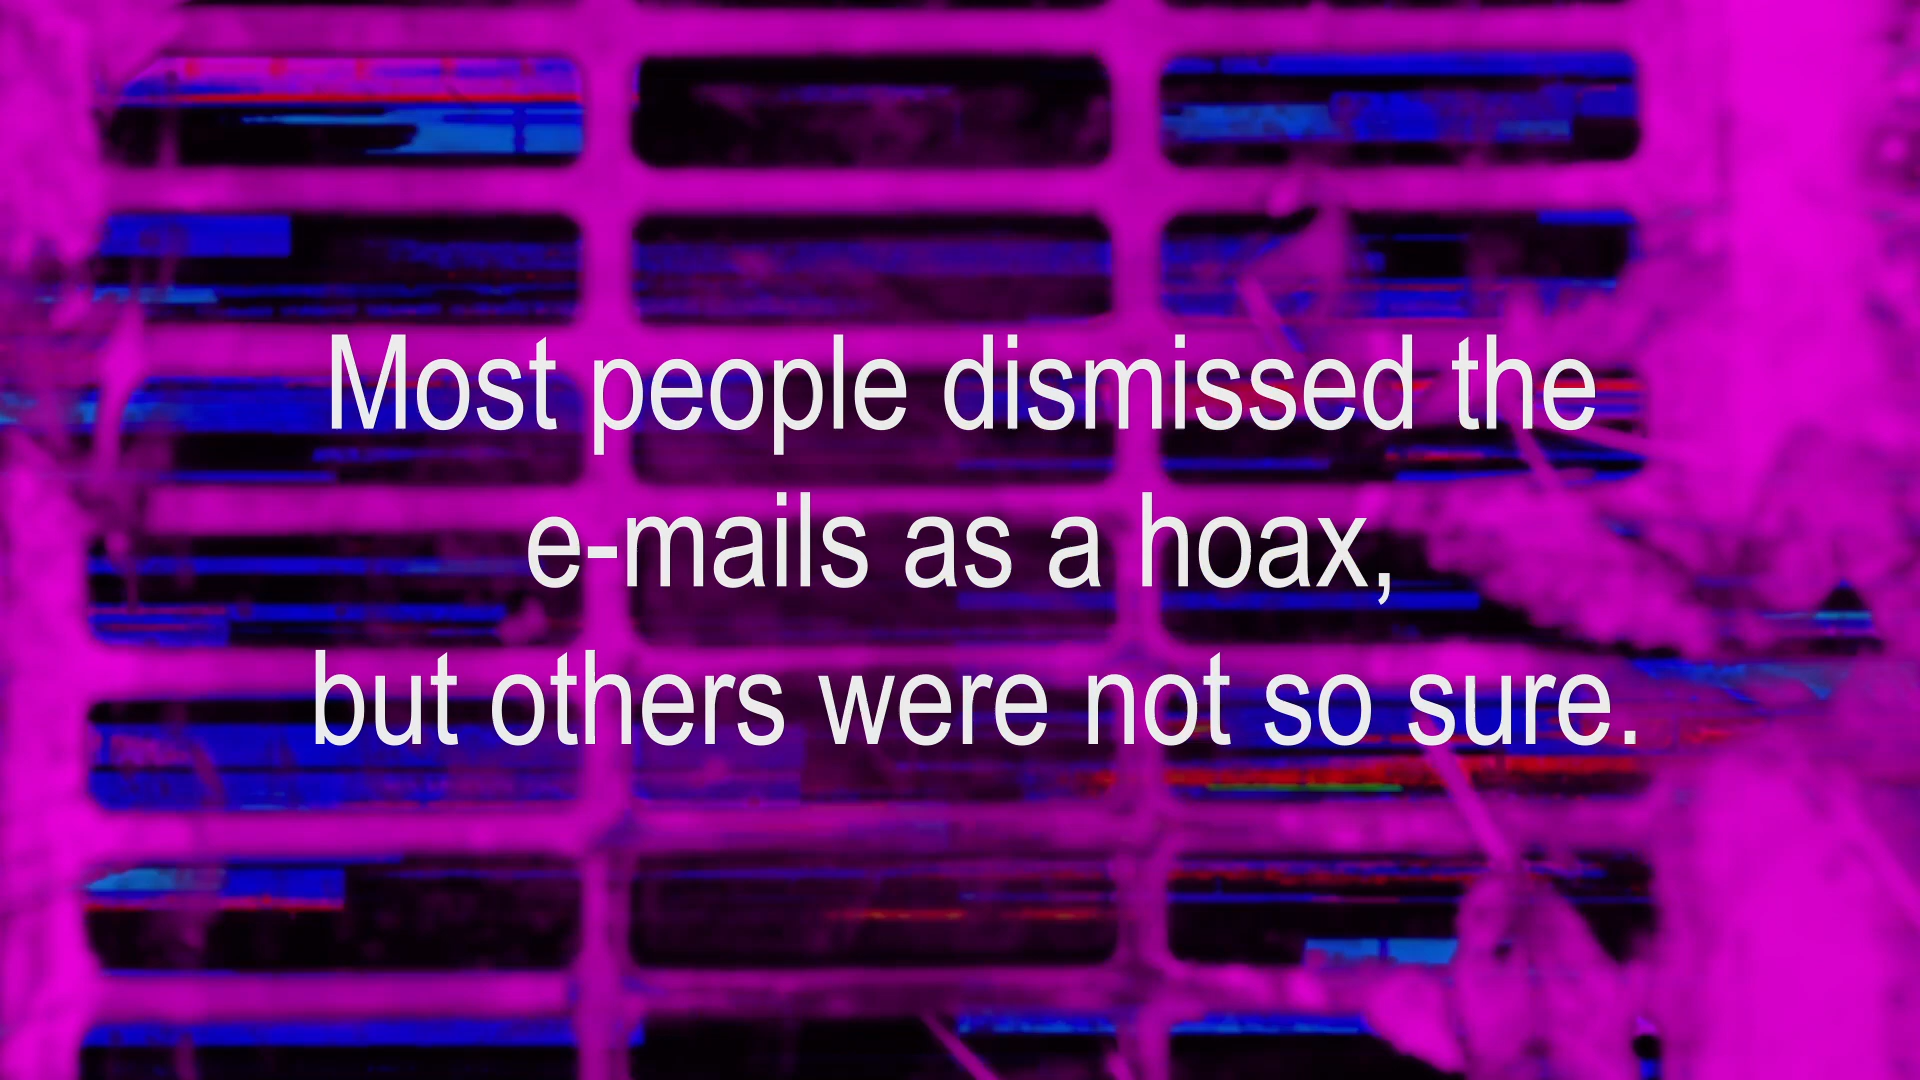 Most people dismissed the
e-mails as a hoax,
but others were not so sure.